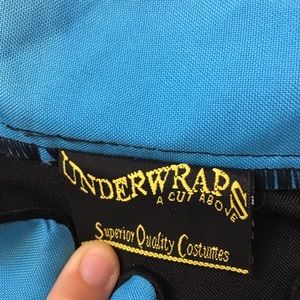 UNDERWRAPS
A CUT ABOVE
Superior Quality Costumes